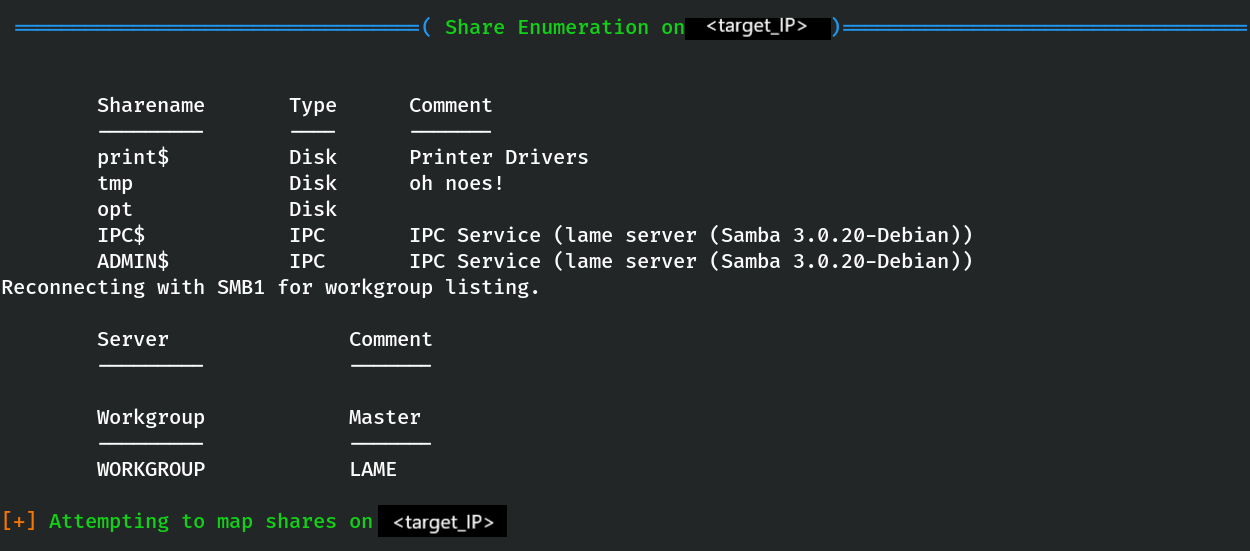 ( Share Enumeration on <target_IP> )
Sharename Type Comment
print$ Disk Printer Drivers
tmp Disk oh noes!
opt Disk
IPC$ IPC IPC Service (lame server (Samba 3.0.20-Debian))
ADMIN$ IPC IPC Service (lame server (Samba 3.0.20-Debian))
Reconnecting with SMB1 for workgroup listing.
Server Comment
Workgroup Master
WORKGROUP LAME
[+] Attempting to map shares on <target_IP>